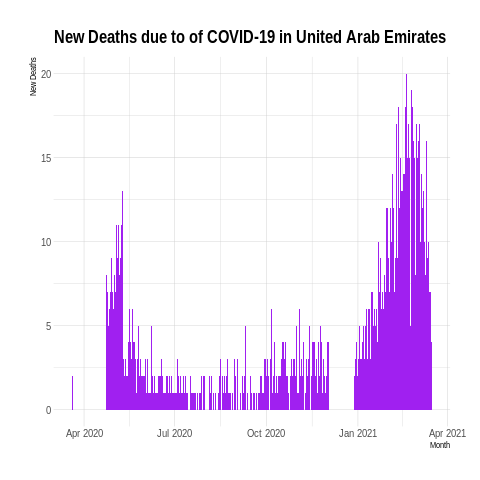 New Deaths due to of COVID-19 in United Arab Emirates
New Deaths
20
15
10
5
0
Apr 2020 Jul 2020 Oct 2020 Jan 2021 Apr 2021
Month